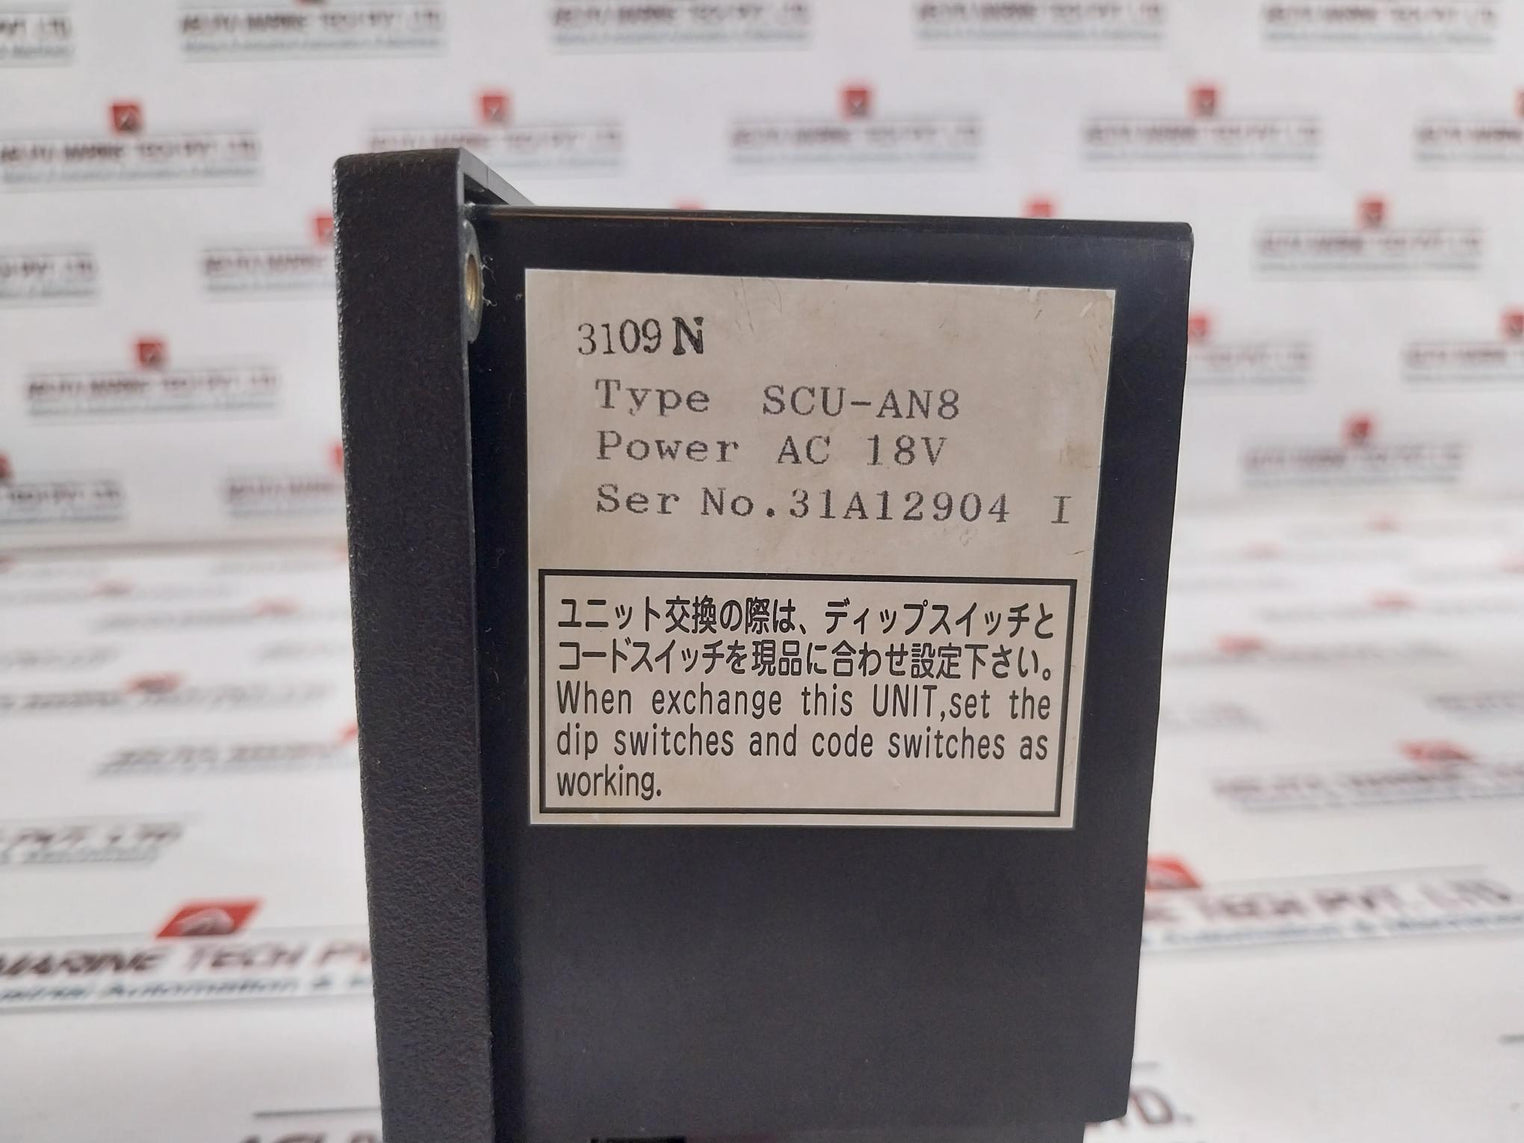 3109 N
Type SCU-AN8
Power AC 18V
Ser No.31A12904 I
ユニット交換の際は、ディップスイッチと
コードスイッチを現品に合わせ設定下さい。
When exchange this UNIT,set the
dip switches and code switches as
working.
MARINE TECH PVT